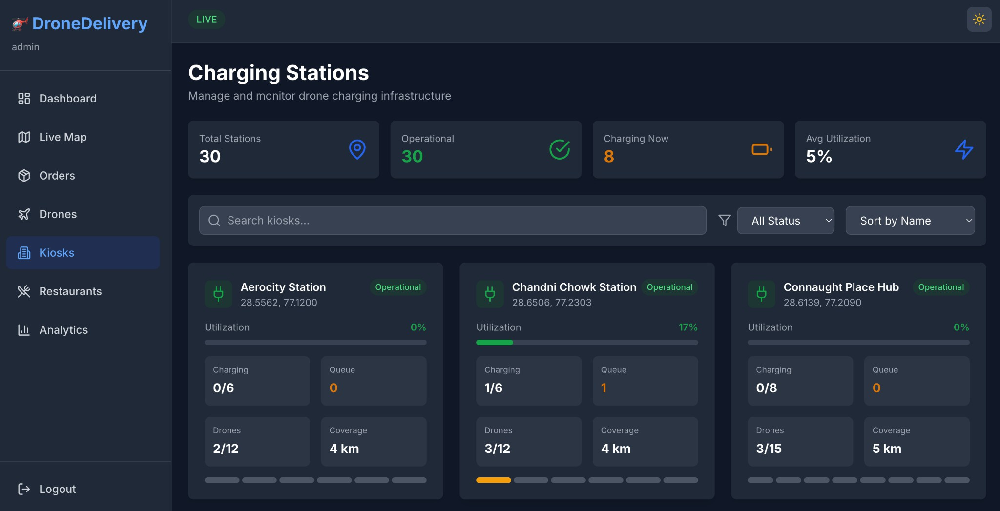 DroneDelivery
admin
Dashboard
Live Map
Orders
Drones
Kiosks
Restaurants
Analytics
Logout
LIVE
Charging Stations
Manage and monitor drone charging infrastructure
Total Stations
30
Operational
30
Charging Now
8
Avg Utilization
5%
Search kiosks...
All Status
Sort by Name
Aerocity Station
Operational
28.5562, 77.1200
Utilization 0%
Charging
0/6
Queue
0
Drones
2/12
Coverage
4 km
Chandni Chowk Station
Operational
28.6506, 77.2303
Utilization 17%
Charging
1/6
Queue
1
Drones
3/12
Coverage
4 km
Connaught Place Hub
Operational
28.6139, 77.2090
Utilization 0%
Charging
0/8
Queue
0
Drones
3/15
Coverage
5 km